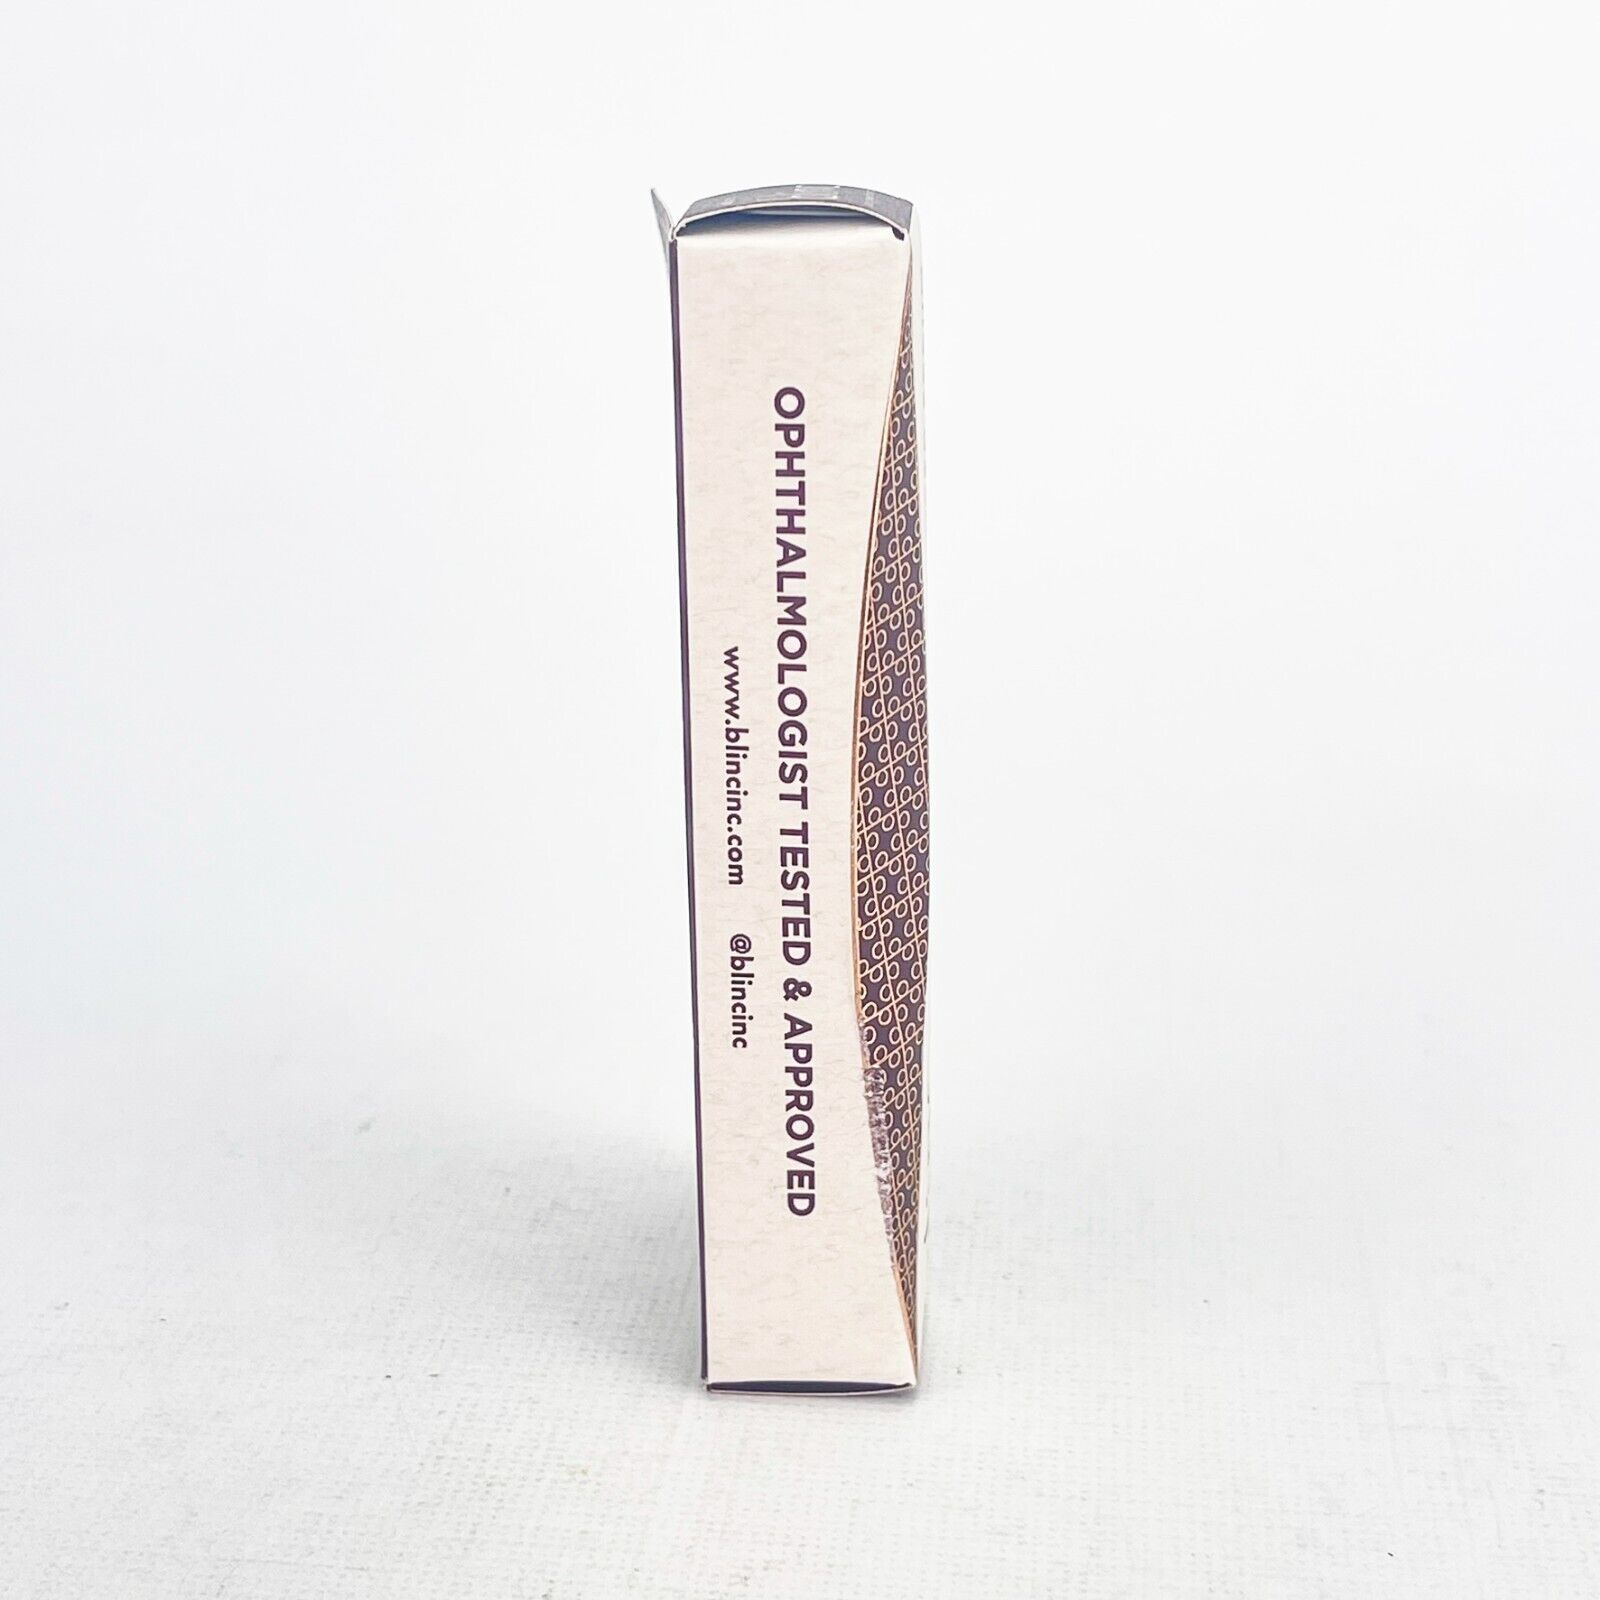 OPHTHALMOLOGIST TESTED & APPROVED
www.blincinc.com @blincinc